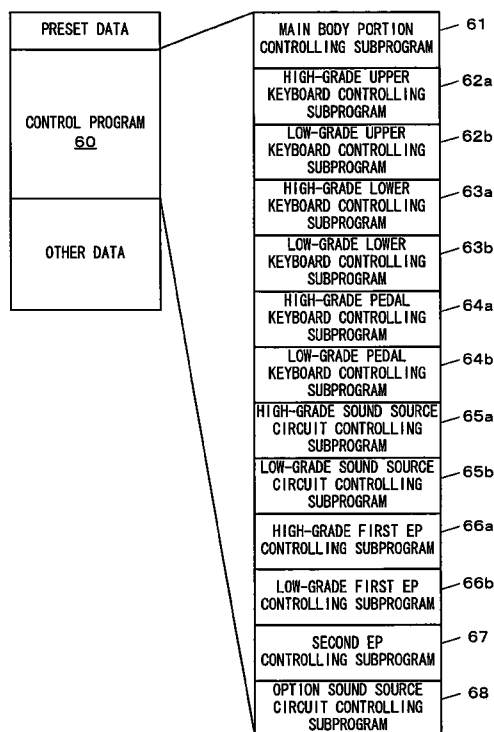 PRESET DATA
CONTROL PROGRAM
60
OTHER DATA
MAIN BODY PORTION
CONTROLLING SUBPROGRAM
61
HIGH-GRADE UPPER
KEYBOARD CONTROLLING
SUBPROGRAM
62a
LOW-GRADE UPPER
KEYBOARD CONTROLLING
SUBPROGRAM
62b
HIGH-GRADE LOWER
KEYBOARD CONTROLLING
SUBPROGRAM
63a
LOW-GRADE LOWER
KEYBOARD CONTROLLING
SUBPROGRAM
63b
HIGH-GRADE PEDAL
KEYBOARD CONTROLLING
SUBPROGRAM
64a
LOW-GRADE PEDAL
KEYBOARD CONTROLLING
SUBPROGRAM
64b
HIGH-GRADE SOUND SOURCE
CIRCUIT CONTROLLING
SUBPROGRAM
65a
LOW-GRADE SOUND SOURCE
CIRCUIT CONTROLLING
SUBPROGRAM
65b
HIGH-GRADE FIRST EP
CONTROLLING SUBPROGRAM
66a
LOW-GRADE FIRST EP
CONTROLLING SUBPROGRAM
66b
SECOND EP
CONTROLLING SUBPROGRAM
67
OPTION SOUND SOURCE
CIRCUIT CONTROLLING
SUBPROGRAM
68